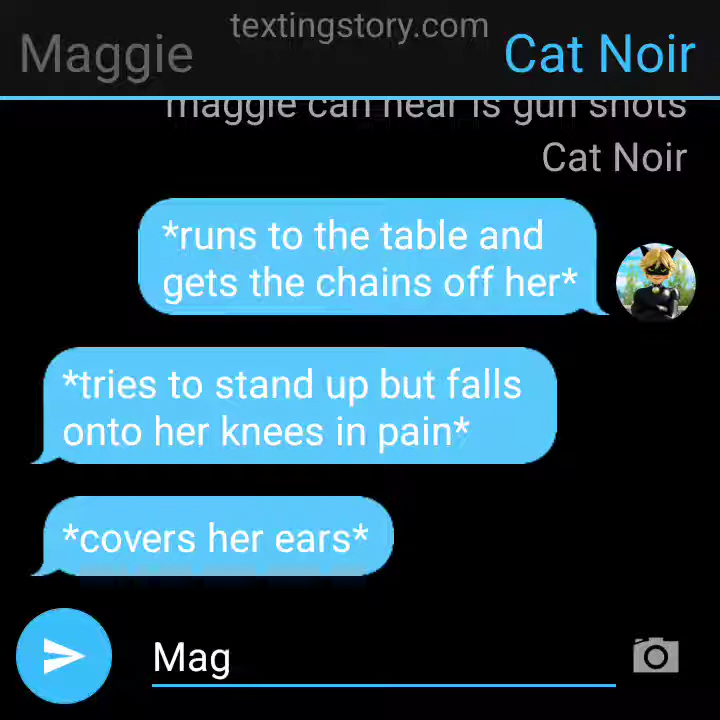 textingstory.com
Maggie
Cat Noir
maggie can hear is gun shots
Cat Noir
*runs to the table and
gets the chains off her*
*tries to stand up but falls
onto her knees in pain*
*covers her ears*
Mag